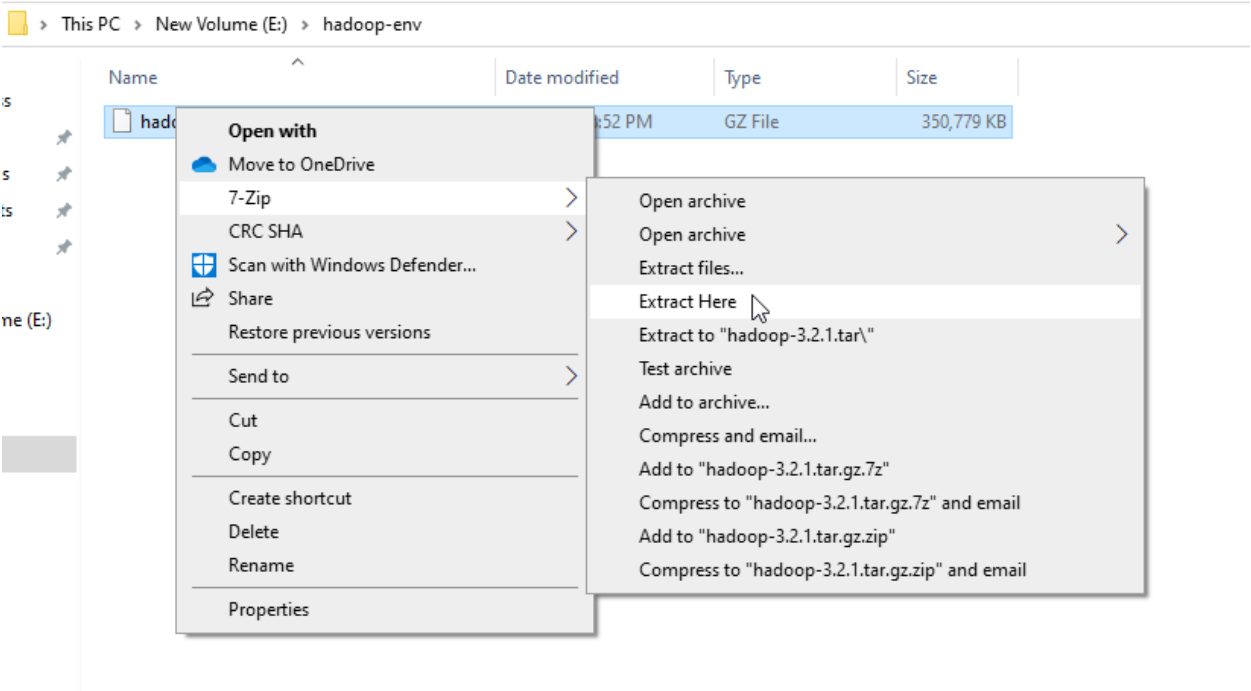 This PC > New Volume (E:) > hadoop-env
Name Date modified Type Size
52 PM GZ File 350,779 KB
Open with
Move to OneDrive
7-Zip
CRC SHA
Scan with Windows Defender...
Share
Restore previous versions
Send to
Cut
Copy
Create shortcut
Delete
Rename
Properties
Open archive
Open archive
Extract files...
Extract Here
Extract to "hadoop-3.2.1.tar\"
Test archive
Add to archive...
Compress and email...
Add to "hadoop-3.2.1.tar.gz.7z"
Compress to "hadoop-3.2.1.tar.gz.7z" and email
Add to "hadoop-3.2.1.tar.gz.zip"
Compress to "hadoop-3.2.1.tar.gz.zip" and email
(E:)